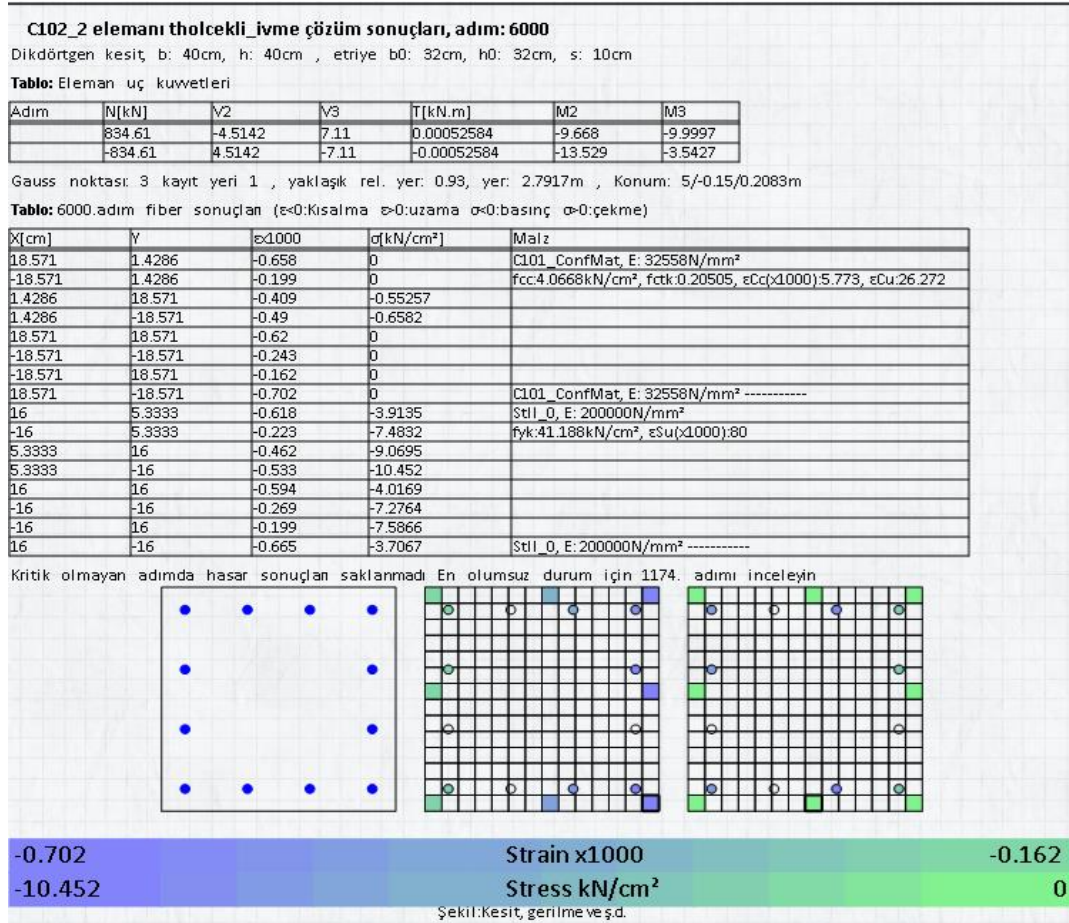 C102_2 elemanı tholcekli_ivme çözüm sonuçları, adım: 6000
Dikdörtgen kesit, b: 40cm, h: 40cm , etriye b0: 32cm, h0: 32cm, s: 10cm
Tablo: Eleman uç kuvvetleri
Adım N[kN] V2 V3 T[kN.m] M2 M3
834.61 -4.5142 7.11 0.00052584 -9.668 -9.9997
-834.61 4.5142 -7.11 -0.00052584 -13.529 -3.5427
Gauss noktası: 3 kayıt yeri 1 , yaklaşık rel. yer: 0.93, yer: 2.7917m , Konum: 5/-0.15/0.2083m
Tablo: 6000.adım fiber sonuçları (ε<0:Kısalma ε>0:uzama σ<0:basınç σ>0:çekme)
X[cm] Y εx1000 σ[kN/cm²] Malz
18.571 1.4286 -0.658 0 C101_ConfMat, E: 32558N/mm²
-18.571 1.4286 -0.199 0 fcc:4.0668kN/cm², fctk:0.20505, εCc(x1000):5.773, εCu:26.272
1.4286 18.571 -0.409 -0.55257
1.4286 -18.571 -0.49 -0.6582
18.571 18.571 -0.62 0
-18.571 -18.571 -0.243 0
-18.571 18.571 -0.162 0
18.571 -18.571 -0.702 0 C101_ConfMat, E: 32558N/mm² -----------
16 5.3333 -0.618 -3.9135 StII_0, E: 200000N/mm²
-16 5.3333 -0.223 -7.4832 fyk:41.188kN/cm², εSu(x1000):80
5.3333 16 -0.462 -9.0695
5.3333 -16 -0.533 -10.452
16 16 -0.594 -4.0169
-16 -16 -0.269 -7.2764
-16 16 -0.199 -7.5866
16 -16 -0.665 -3.7067 StII_0, E: 200000N/mm² -----------
Kritik olmayan adımda hasar sonuçları saklanmadı En olumsuz durum için 1174. adımı inceleyin
-0.702 Strain x1000 -0.162
-10.452 Stress kN/cm² 0
Şekil:Kesit, gerilme ve ş.d.